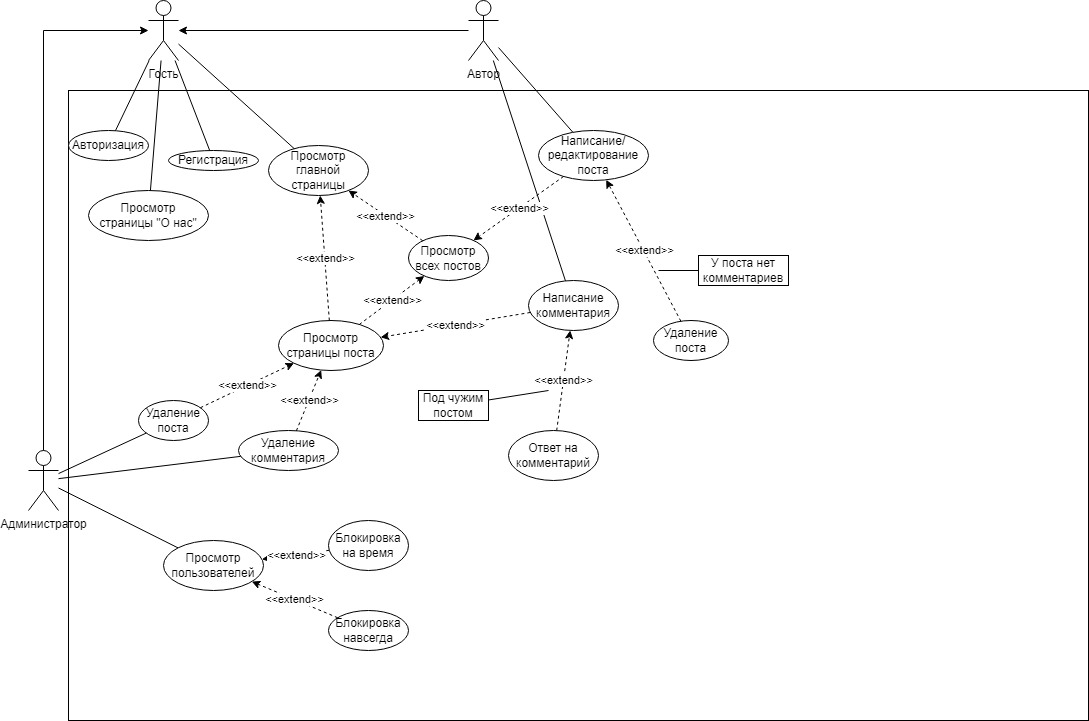 Гость
Автор
Авторизация
Регистрация
Просмотр
главной
страницы
Написание/
редактирование
поста
Просмотр
страницы "О нас"
<<extend>>
<<extend>>
Просмотр
всех постов
<<extend>>
<<extend>>
У поста нет
комментариев
<<extend>>
Написание
комментария
<<extend>>
Просмотр
страницы поста
Удаление
поста
<<extend>>
<<extend>>
<<extend>>
Под чужим
постом
Удаление
поста
Удаление
комментария
Ответ на
комментарий
Администратор
Просмотр
пользователей
<<extend>>
Блокировка
на время
<<extend>>
Блокировка
навсегда